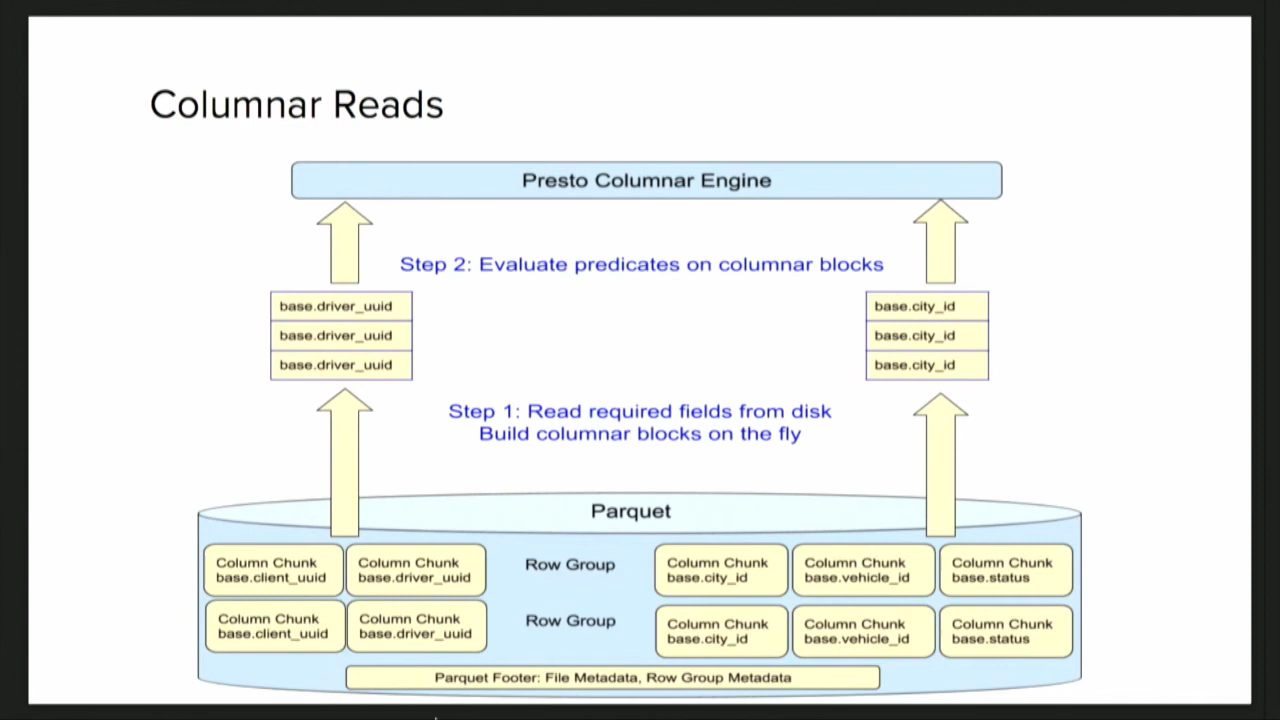 Columnar Reads
Presto Columnar Engine
Step 2: Evaluate predicates on columnar blocks
base.driver_uuid
base.driver_uuid
base.driver_uuid
base.city_id
base.city_id
base.city_id
Step 1: Read required fields from disk
Build columnar blocks on the fly
Parquet
Column Chunk
base.client_uuid
Column Chunk
base.driver_uuid
Row Group
Column Chunk
base.city_id
Column Chunk
base.vehicle_id
Column Chunk
base.status
Column Chunk
base.client_uuid
Column Chunk
base.driver_uuid
Row Group
Column Chunk
base.city_id
Column Chunk
base.vehicle_id
Column Chunk
base.status
Parquet Footer: File Metadata, Row Group Metadata